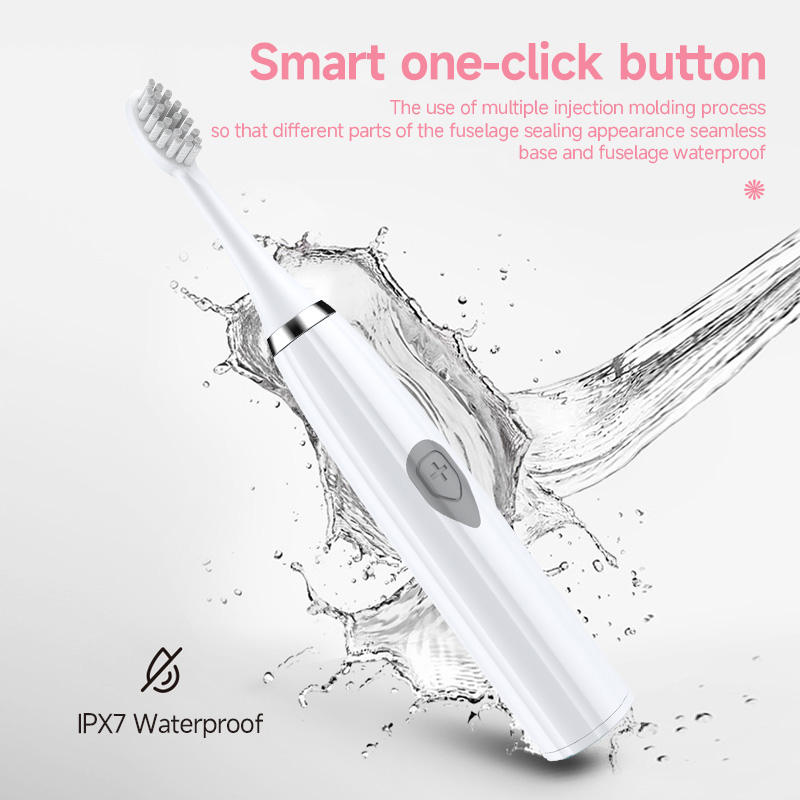 Smart one-click button
The use of multiple injection molding process
so that different parts of the fuselage sealing appearance seamless
base and fuselage waterproof
IPX7 Waterproof